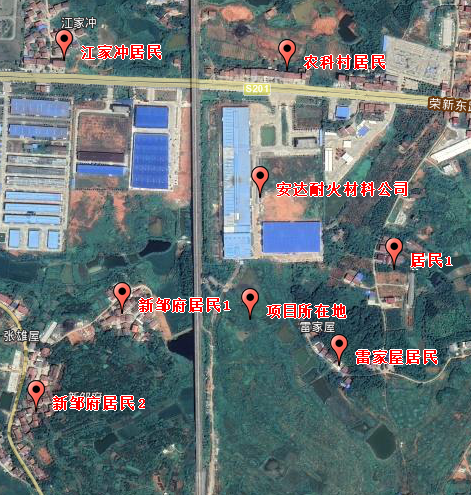 江家冲
江家冲居民
农科村居民
S201
荣新东
安达耐火材料公司
居民1
新邹府居民1
项目所在地
雷家屋
张雄屋
雷家屋居民
新邹府居民2